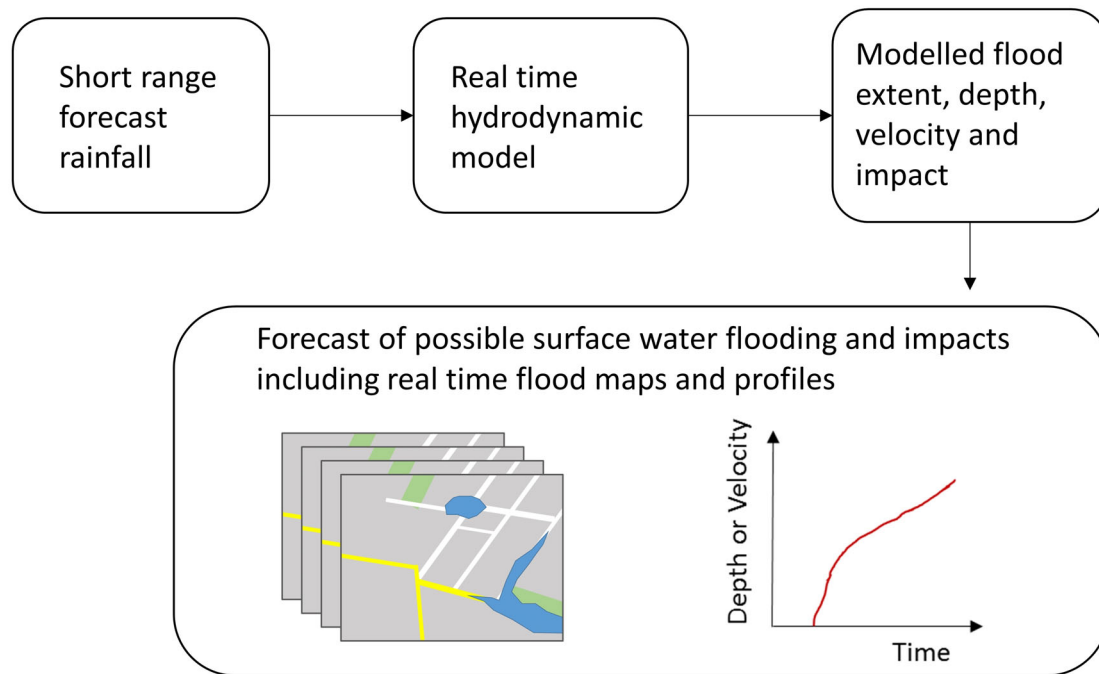 Short range
forecast
rainfall
Real time
hydrodynamic
model
Modelled flood
extent, depth,
velocity and
impact
Forecast of possible surface water flooding and impacts
including real time flood maps and profiles
Depth or Velocity
Time